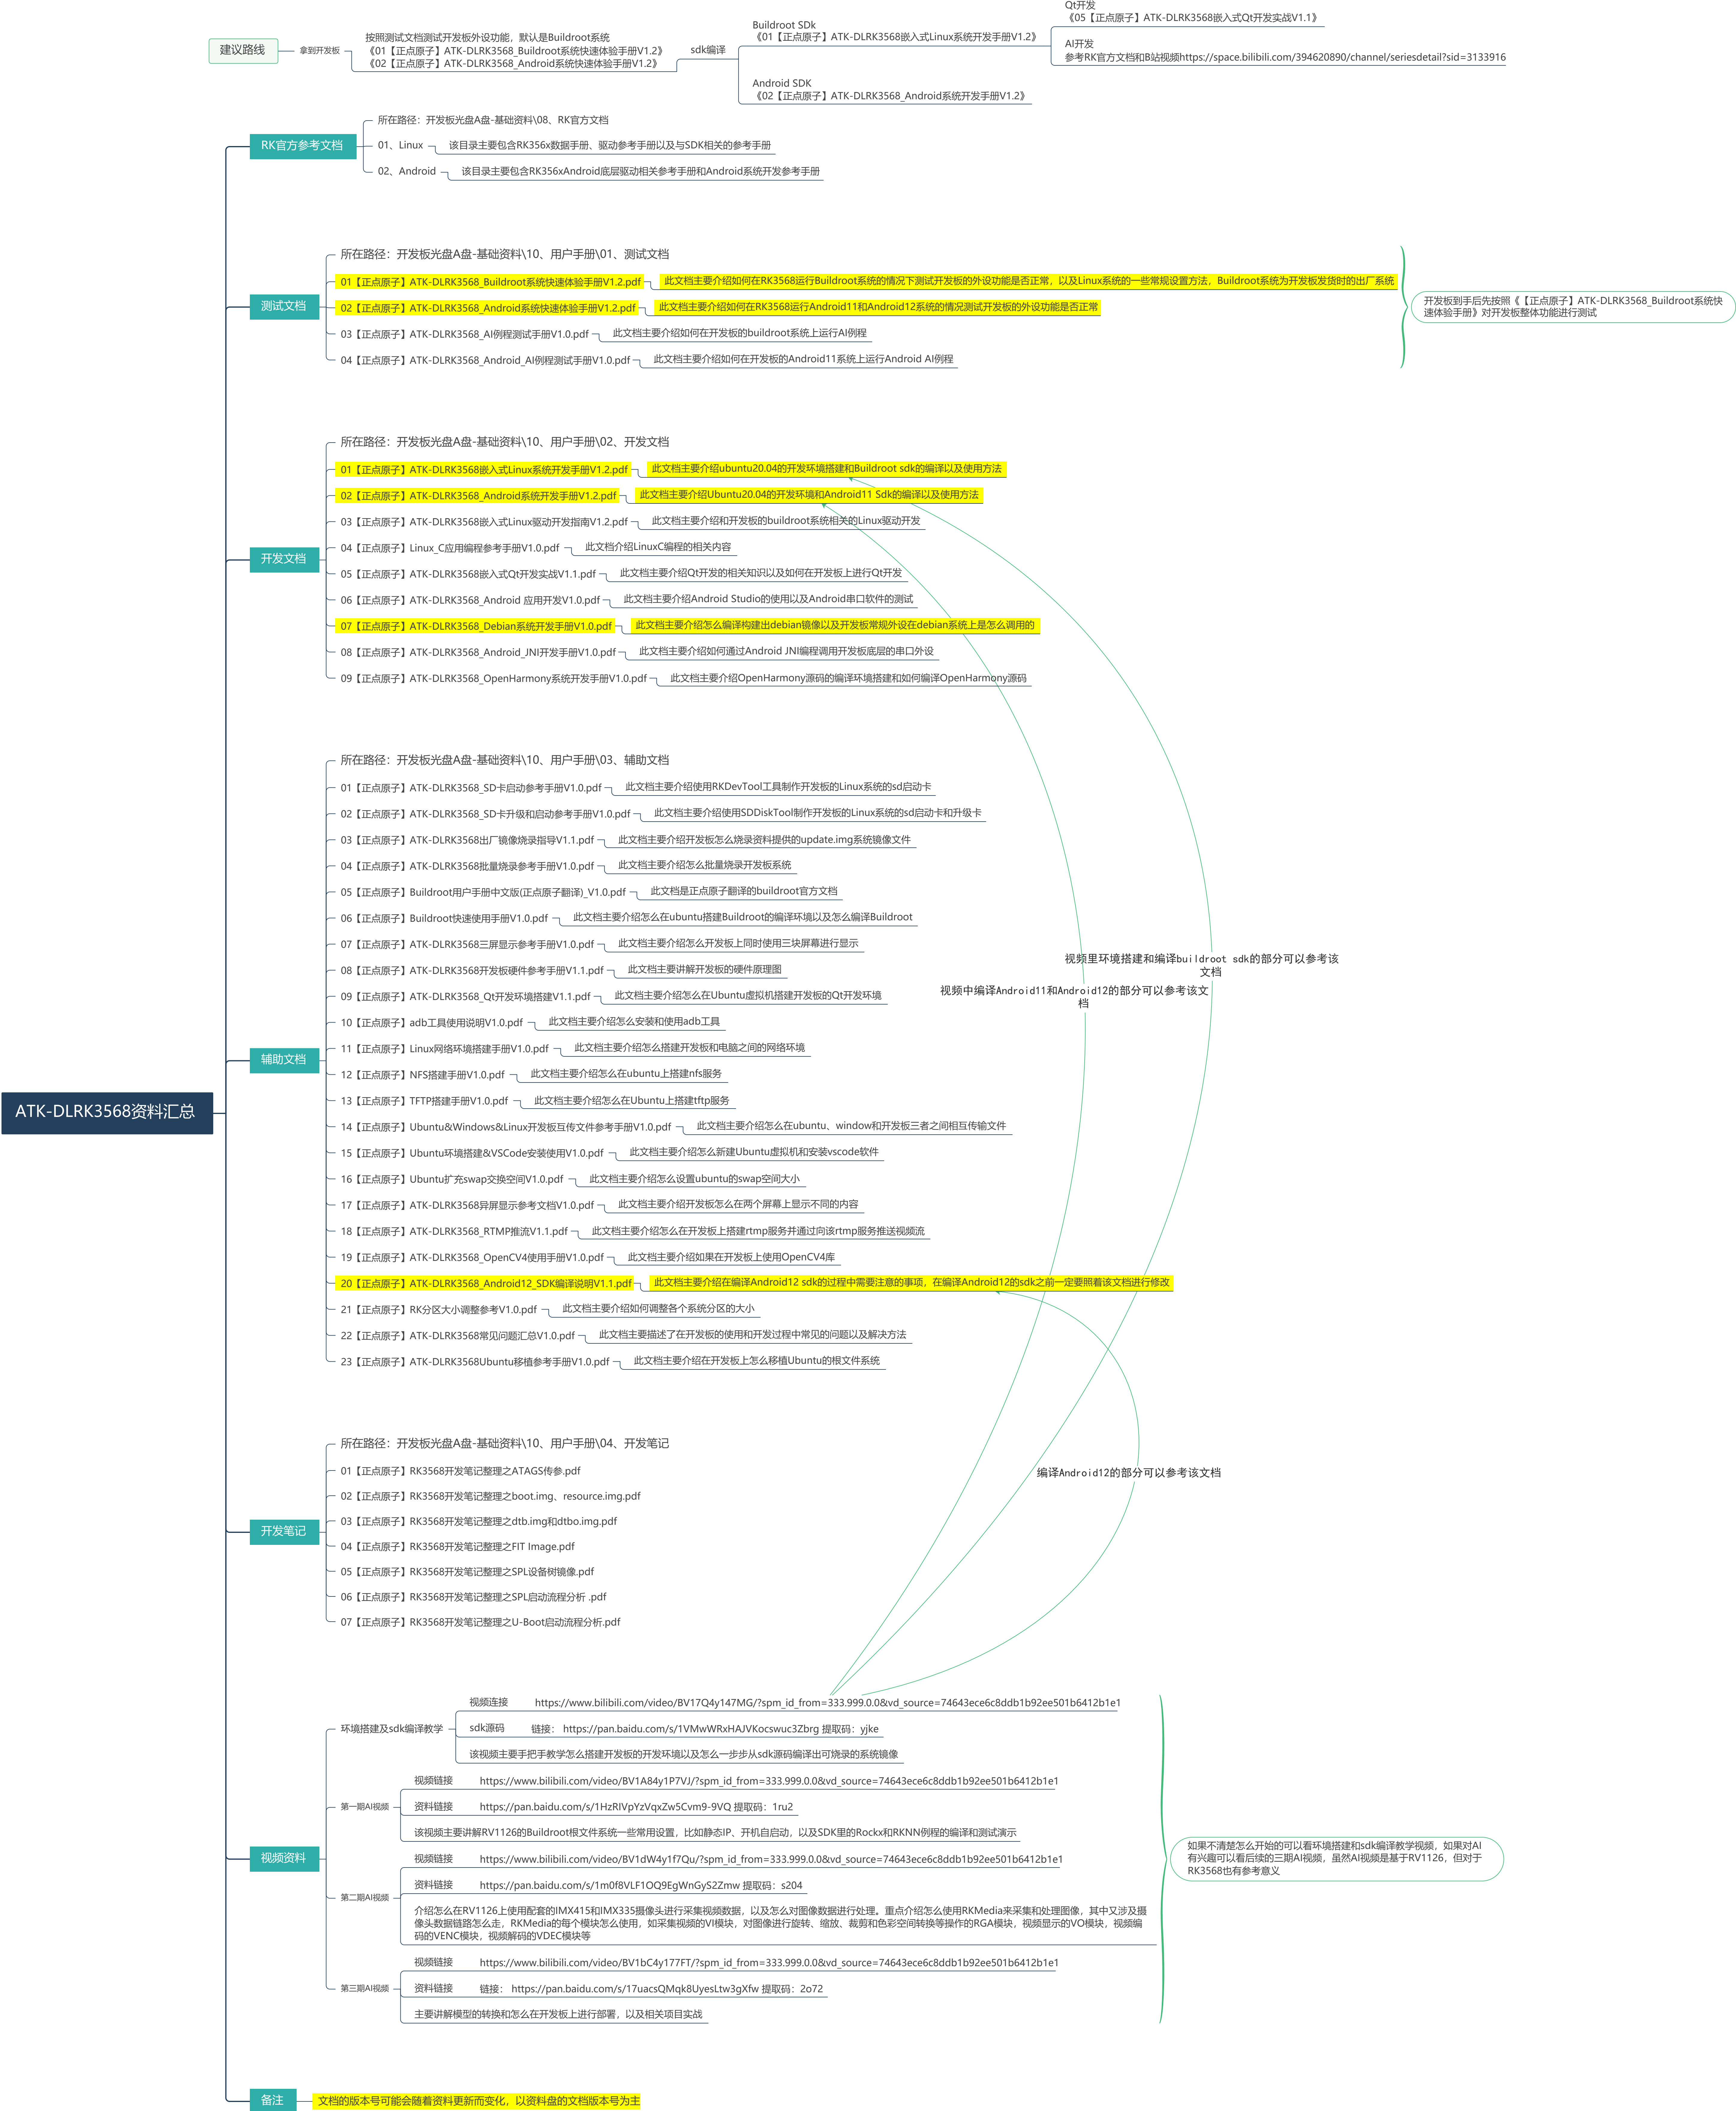 建议路线
拿到开发板
按照测试文档测试开发板外设功能，默认是Buildroot系统
《01【正点原子】ATK-DLRK3568_Buildroot系统快速体验手册V1.2》
《02【正点原子】ATK-DLRK3568_Android系统快速体验手册V1.2》
sdk编译
Buildroot SDk
《01【正点原子】ATK-DLRK3568嵌入式Linux系统开发手册V1.2》
Qt开发
《05【正点原子】ATK-DLRK3568嵌入式Qt开发实战V1.1》
AI开发
参考RK官方文档和B站视频https://space.bilibili.com/394620890/channel/seriesdetail?sid=3133916
Android SDK
《02【正点原子】ATK-DLRK3568_Android系统开发手册V1.2》
ATK-DLRK3568资料汇总
RK官方参考文档
所在路径：开发板光盘A盘-基础资料\08、RK官方文档
01、Linux
该目录主要包含RK356x数据手册、驱动参考手册以及与SDK相关的参考手册
02、Android
该目录主要包含RK356xAndroid底层驱动相关参考手册和Android系统开发参考手册
测试文档
所在路径：开发板光盘A盘-基础资料\10、用户手册\01、测试文档
01【正点原子】ATK-DLRK3568_Buildroot系统快速体验手册V1.2.pdf
此文档主要介绍如何在RK3568运行Buildroot系统的情况下测试开发板的外设功能是否正常，以及Linux系统的一些常规设置方法，Buildroot系统为开发板发货时的出厂系统
02【正点原子】ATK-DLRK3568_Android系统快速体验手册V1.2.pdf
此文档主要介绍如何在RK3568运行Android11和Android12系统的情况测试开发板的外设功能是否正常
03【正点原子】ATK-DLRK3568_AI例程测试手册V1.0.pdf
此文档主要介绍如何在开发板的buildroot系统上运行AI例程
04【正点原子】ATK-DLRK3568_Android_AI例程测试手册V1.0.pdf
此文档主要介绍如何在开发板的Android11系统上运行Android AI例程
开发板到手后先按照《【正点原子】ATK-DLRK3568_Buildroot系统快
速体验手册》对开发板整体功能进行测试
开发文档
所在路径：开发板光盘A盘-基础资料\10、用户手册\02、开发文档
01【正点原子】ATK-DLRK3568嵌入式Linux系统开发手册V1.2.pdf
此文档主要介绍ubuntu20.04的开发环境搭建和Buildroot sdk的编译以及使用方法
02【正点原子】ATK-DLRK3568_Android系统开发手册V1.2.pdf
此文档主要介绍Ubuntu20.04的开发环境和Android11 Sdk的编译以及使用方法
03【正点原子】ATK-DLRK3568嵌入式Linux驱动开发指南V1.2.pdf
此文档主要介绍和开发板的buildroot系统相关的Linux驱动开发
04【正点原子】Linux_C应用编程参考手册V1.0.pdf
此文档介绍LinuxC编程的相关内容
05【正点原子】ATK-DLRK3568嵌入式Qt开发实战V1.1.pdf
此文档主要介绍Qt开发的相关知识以及如何在开发板上进行Qt开发
06【正点原子】ATK-DLRK3568_Android 应用开发V1.0.pdf
此文档主要介绍Android Studio的使用以及Android串口软件的测试
07【正点原子】ATK-DLRK3568_Debian系统开发手册V1.0.pdf
此文档主要介绍怎么编译构建出debian镜像以及开发板常规外设在debian系统上是怎么调用的
08【正点原子】ATK-DLRK3568_Android_JNI开发手册V1.0.pdf
此文档主要介绍如何通过Android JNI编程调用开发板底层的串口外设
09【正点原子】ATK-DLRK3568_OpenHarmony系统开发手册V1.0.pdf
此文档主要介绍OpenHarmony源码的编译环境搭建和如何编译OpenHarmony源码
辅助文档
所在路径：开发板光盘A盘-基础资料\10、用户手册\03、辅助文档
01【正点原子】ATK-DLRK3568_SD卡启动参考手册V1.0.pdf
此文档主要介绍使用RKDevTool工具制作开发板的Linux系统的sd启动卡
02【正点原子】ATK-DLRK3568_SD卡升级和启动参考手册V1.0.pdf
此文档主要介绍使用SDDiskTool制作开发板的Linux系统的sd启动卡和升级卡
03【正点原子】ATK-DLRK3568出厂镜像烧录指导V1.1.pdf
此文档主要介绍开发板怎么烧录资料提供的update.img系统镜像文件
04【正点原子】ATK-DLRK3568批量烧录参考手册V1.0.pdf
此文档主要介绍怎么批量烧录开发板系统
05【正点原子】Buildroot用户手册中文版(正点原子翻译)_V1.0.pdf
此文档是正点原子翻译的buildroot官方文档
06【正点原子】Buildroot快速使用手册V1.0.pdf
此文档主要介绍怎么在ubuntu搭建Buildroot的编译环境以及怎么编译Buildroot
07【正点原子】ATK-DLRK3568三屏显示参考手册V1.0.pdf
此文档主要介绍怎么开发板上同时使用三块屏幕进行显示
08【正点原子】ATK-DLRK3568开发板硬件参考手册V1.1.pdf
此文档主要讲解开发板的硬件原理图
09【正点原子】ATK-DLRK3568_Qt开发环境搭建V1.1.pdf
此文档主要介绍怎么在Ubuntu虚拟机搭建开发板的Qt开发环境
10【正点原子】adb工具使用说明V1.0.pdf
此文档主要介绍怎么安装和使用adb工具
11【正点原子】Linux网络环境搭建手册V1.0.pdf
此文档主要介绍怎么搭建开发板和电脑之间的网络环境
12【正点原子】NFS搭建手册V1.0.pdf
此文档主要介绍怎么在ubuntu上搭建nfs服务
13【正点原子】TFTP搭建手册V1.0.pdf
此文档主要介绍怎么在Ubuntu上搭建tftp服务
14【正点原子】Ubuntu&Windows&Linux开发板互传文件参考手册V1.0.pdf
此文档主要介绍怎么在ubuntu、window和开发板三者之间相互传输文件
15【正点原子】Ubuntu环境搭建&VSCode安装使用V1.0.pdf
此文档主要介绍怎么新建Ubuntu虚拟机和安装vscode软件
16【正点原子】Ubuntu扩充swap交换空间V1.0.pdf
此文档主要介绍怎么设置ubuntu的swap空间大小
17【正点原子】ATK-DLRK3568异屏显示参考文档V1.0.pdf
此文档主要介绍开发板怎么在两个屏幕上显示不同的内容
18【正点原子】ATK-DLRK3568_RTMP推流V1.1.pdf
此文档主要介绍怎么在开发板上搭建rtmp服务并通过向该rtmp服务推送视频流
19【正点原子】ATK-DLRK3568_OpenCV4使用手册V1.0.pdf
此文档主要介绍如果在开发板上使用OpenCV4库
20【正点原子】ATK-DLRK3568_Android12_SDK编译说明V1.1.pdf
此文档主要介绍在编译Android12 sdk的过程中需要注意的事项，在编译Android12的sdk之前一定要照着该文档进行修改
21【正点原子】RK分区大小调整参考V1.0.pdf
此文档主要介绍如何调整各个系统分区的大小
22【正点原子】ATK-DLRK3568常见问题汇总V1.0.pdf
此文档主要描述了在开发板的使用和开发过程中常见的问题以及解决方法
23【正点原子】ATK-DLRK3568Ubuntu移植参考手册V1.0.pdf
此文档主要介绍在开发板上怎么移植Ubuntu的根文件系统
视频里环境搭建和编译buildroot sdk的部分可以参考该
文档
视频中编译Android11和Android12的部分可以参考该文
档
编译Android12的部分可以参考该文档
开发笔记
所在路径：开发板光盘A盘-基础资料\10、用户手册\04、开发笔记
01【正点原子】RK3568开发笔记整理之ATAGS传参.pdf
02【正点原子】RK3568开发笔记整理之boot.img、resource.img.pdf
03【正点原子】RK3568开发笔记整理之dtb.img和dtbo.img.pdf
04【正点原子】RK3568开发笔记整理之FIT Image.pdf
05【正点原子】RK3568开发笔记整理之SPL设备树镜像.pdf
06【正点原子】RK3568开发笔记整理之SPL启动流程分析 .pdf
07【正点原子】RK3568开发笔记整理之U-Boot启动流程分析.pdf
视频资料
环境搭建及sdk编译教学
视频连接
https://www.bilibili.com/video/BV17Q4y147MG/?spm_id_from=333.999.0.0&vd_source=74643ece6c8ddb1b92ee501b6412b1e1
sdk源码
链接： https://pan.baidu.com/s/1VMwWRxHAJVKocswuc3Zbrg 提取码：yjke
该视频主要手把手教学怎么搭建开发板的开发环境以及怎么一步步从sdk源码编译出可烧录的系统镜像
第一期AI视频
视频链接
https://www.bilibili.com/video/BV1A84y1P7VJ/?spm_id_from=333.999.0.0&vd_source=74643ece6c8ddb1b92ee501b6412b1e1
资料链接
https://pan.baidu.com/s/1HzRIVpYzVqxZw5Cvm9-9VQ 提取码：1ru2
该视频主要讲解RV1126的Buildroot根文件系统一些常用设置，比如静态IP、开机自启动，以及SDK里的Rockx和RKNN例程的编译和测试演示
第二期AI视频
视频链接
https://www.bilibili.com/video/BV1dW4y1f7Qu/?spm_id_from=333.999.0.0&vd_source=74643ece6c8ddb1b92ee501b6412b1e1
资料链接
https://pan.baidu.com/s/1m0f8VLF1OQ9EgWnGyS2Zmw 提取码：s204
介绍怎么在RV1126上使用配套的IMX415和IMX335摄像头进行采集视频数据，以及怎么对图像数据进行处理。重点介绍怎么使用RKMedia来采集和处理图像，其中又涉及摄
像头数据链路怎么走，RKMedia的每个模块怎么使用，如采集视频的VI模块，对图像进行旋转、缩放、裁剪和色彩空间转换等操作的RGA模块，视频显示的VO模块，视频编
码的VENC模块，视频解码的VDEC模块等
第三期AI视频
视频链接
https://www.bilibili.com/video/BV1bC4y177FT/?spm_id_from=333.999.0.0&vd_source=74643ece6c8ddb1b92ee501b6412b1e1
资料链接
链接： https://pan.baidu.com/s/17uacsQMqk8UyesLtw3gXfw 提取码：2o72
主要讲解模型的转换和怎么在开发板上进行部署，以及相关项目实战
如果不清楚怎么开始的可以看环境搭建和sdk编译教学视频，如果对AI
有兴趣可以看后续的三期AI视频，虽然AI视频是基于RV1126，但对于
RK3568也有参考意义
备注
文档的版本号可能会随着资料更新而变化，以资料盘的文档版本号为主